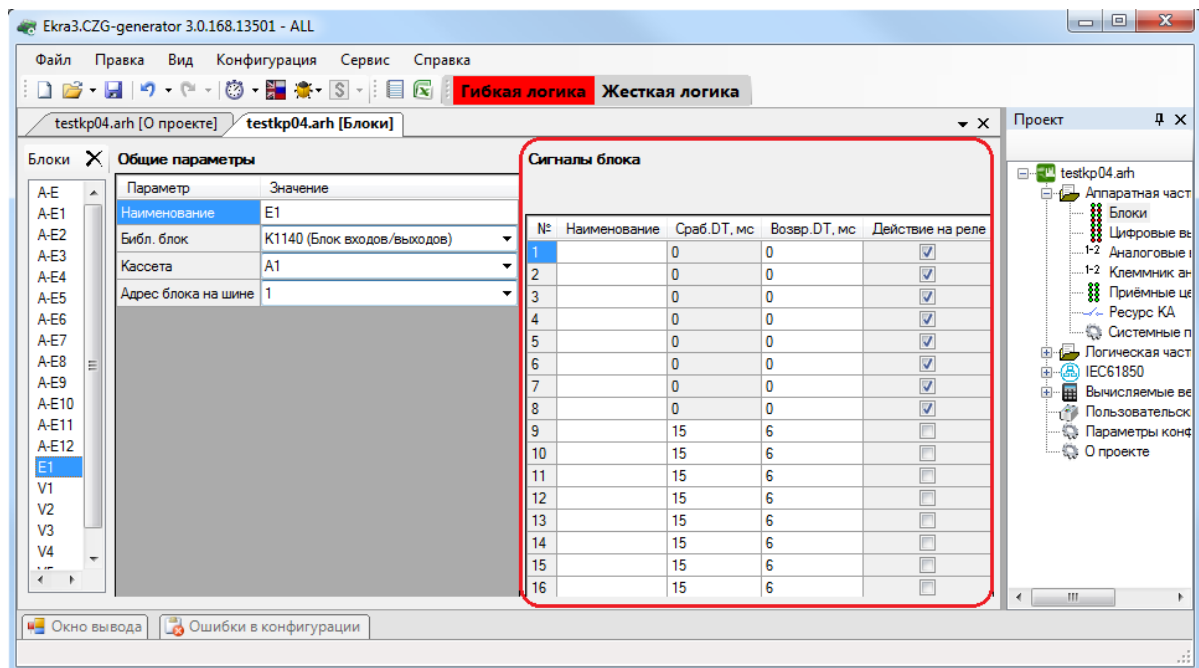 Ekra3.CZG-generator 3.0.168.13501 - ALL
Файл Правка Вид Конфигурация Сервис Справка
S Гибкая логика Жесткая логика
testkp04.arh [О проекте] testkp04.arh [Блоки]
Проект
Блоки
Общие параметры
Сигналы блока
A-E
A-E1
A-E2
A-E3
A-E4
A-E5
A-E6
A-E7
A-E8
A-E9
A-E10
A-E11
A-E12
E1
V1
V2
V3
V4
Параметр Значение
Наименование E1
Библ. блок K1140 (Блок входов/выходов)
Кассета A1
Адрес блока на шине 1
№ Наименование Сраб.DT, мс Возвр.DT, мс Действие на реле
1 0 0
2 0 0
3 0 0
4 0 0
5 0 0
6 0 0
7 0 0
8 0 0
9 15 6
10 15 6
11 15 6
12 15 6
13 15 6
14 15 6
15 15 6
16 15 6
testkp04.arh
Аппаратная част
Блоки
Цифровые вы
1-2 Аналоговые
1-2 Клеммник ан
Приёмные це
Ресурс КА
Системные п
Логическая част
IEC61850
Вычисляемые ве
Пользовательск
Параметры конф
О проекте
Окно вывода Ошибки в конфигурации